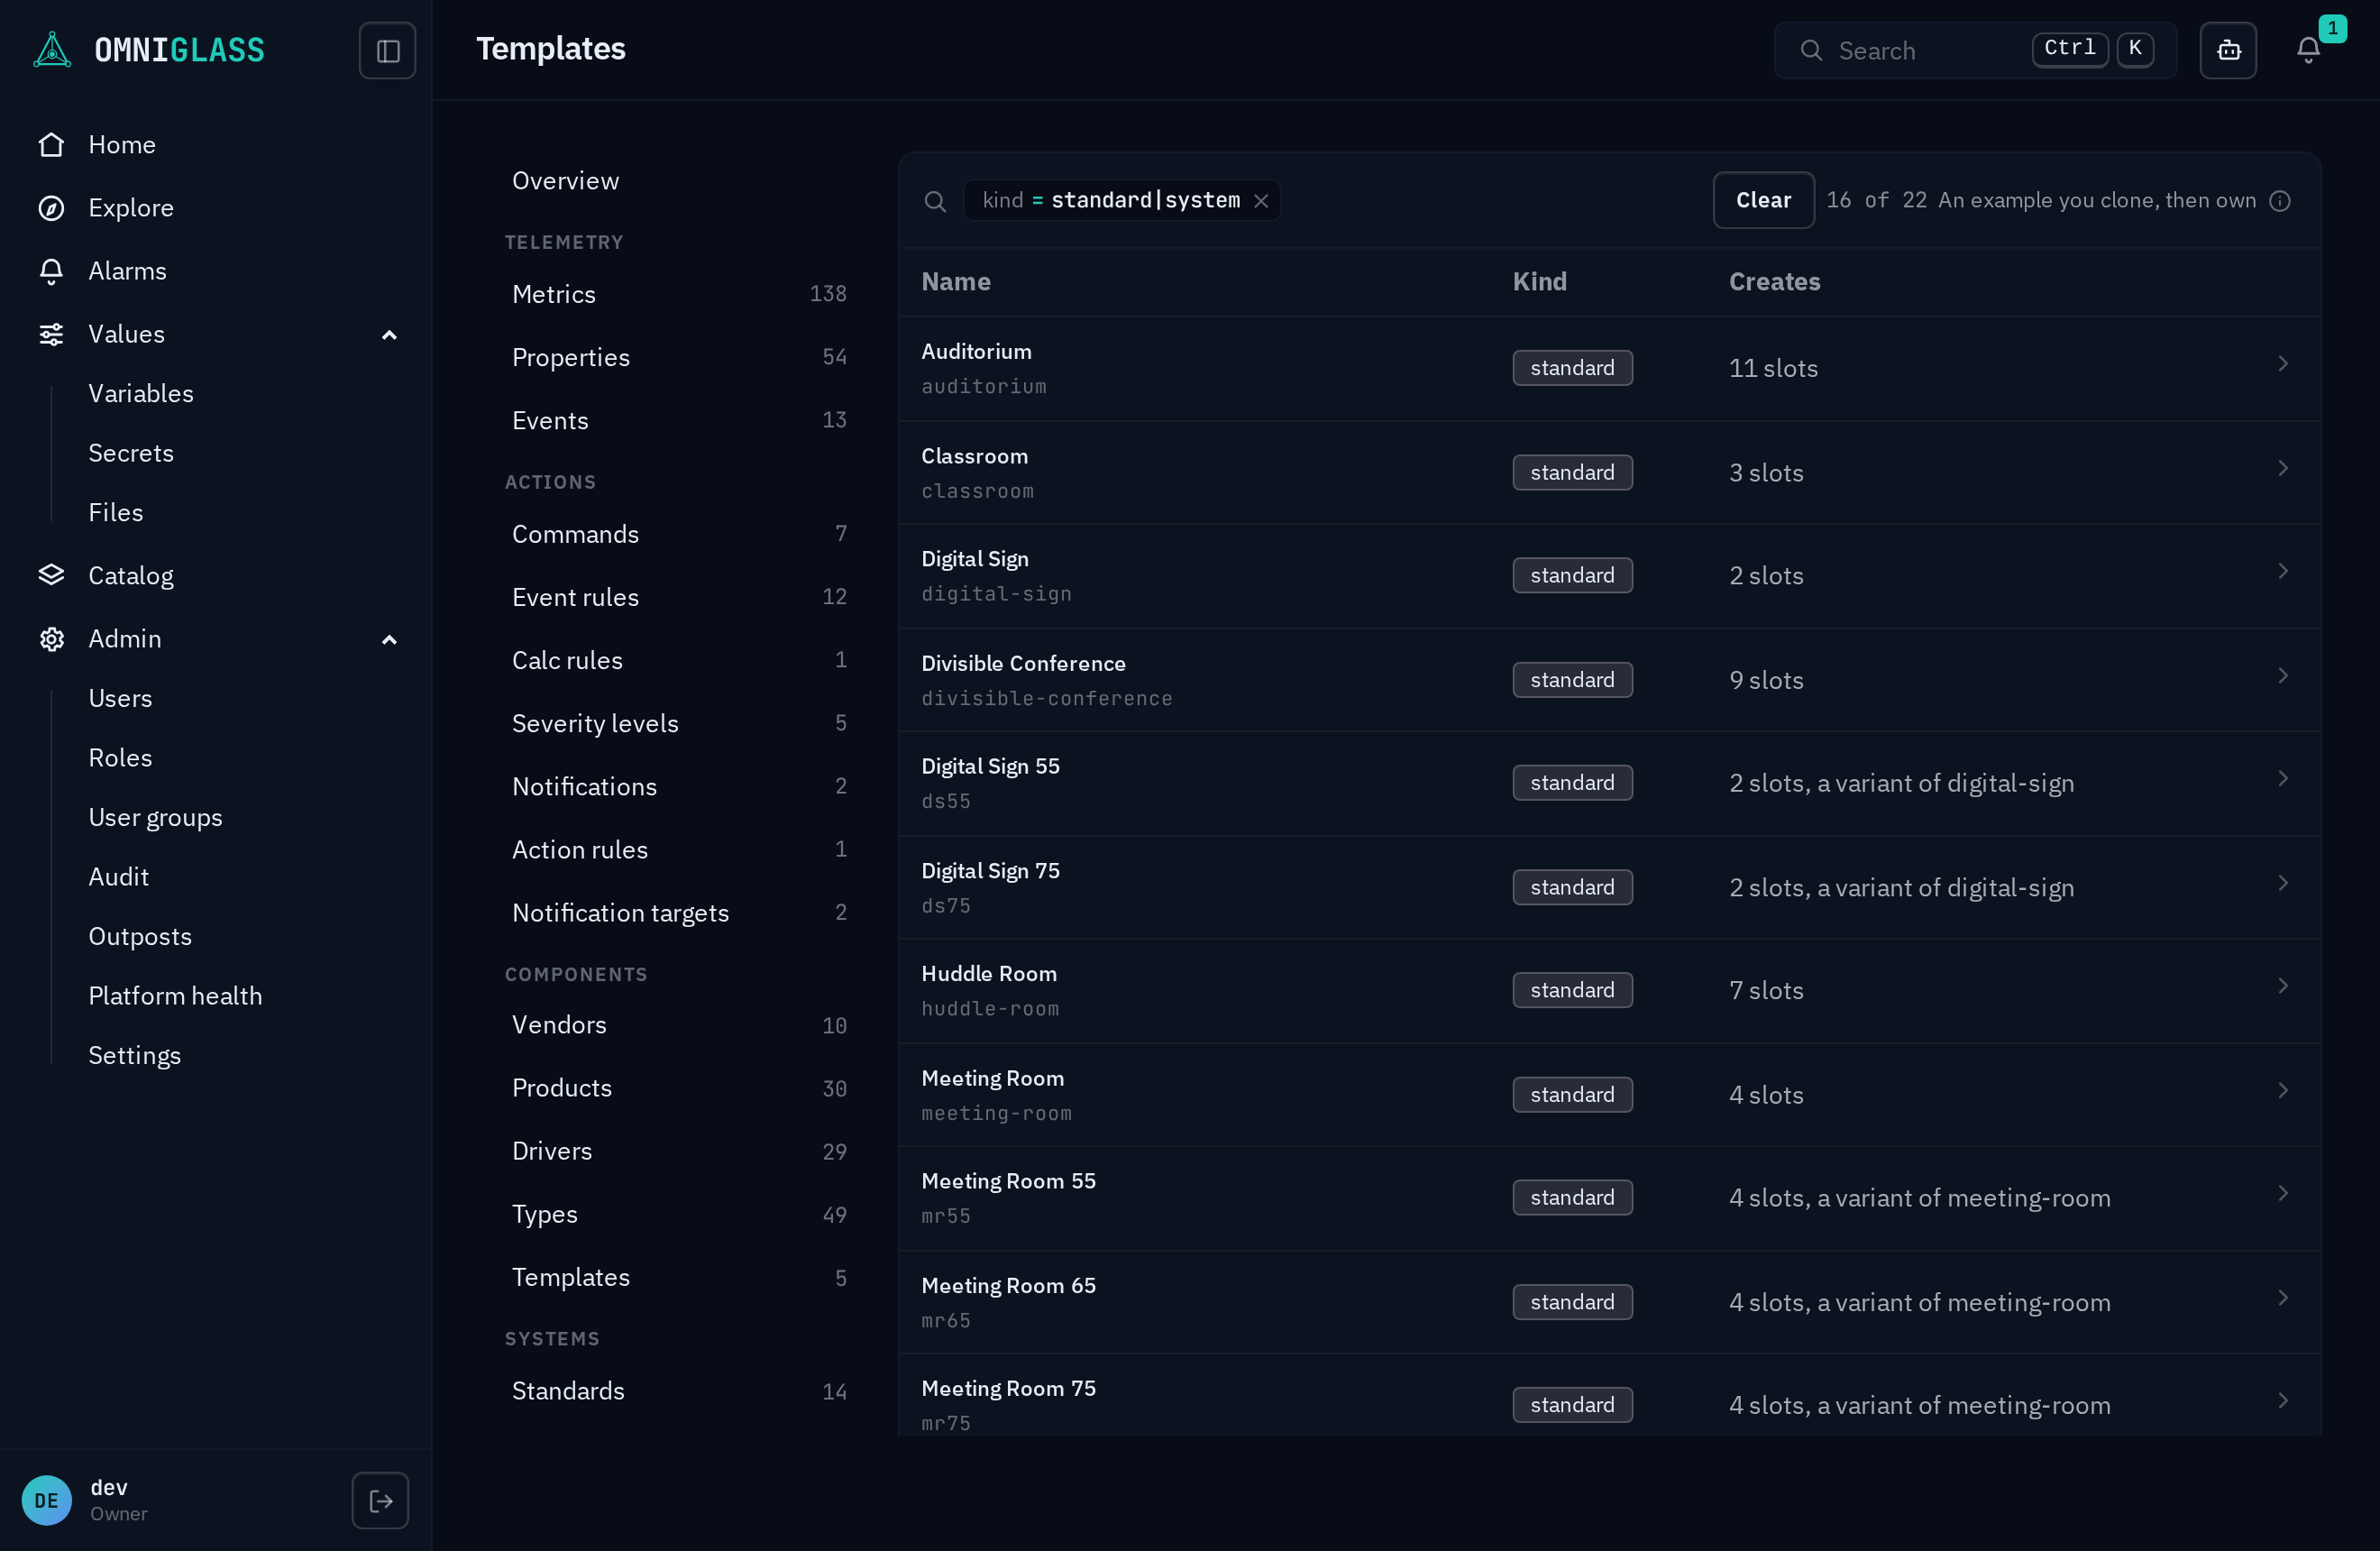 OMNIGLASS
Home
Explore
Alarms
Values
Variables
Secrets
Files
Catalog
Admin
Users
Roles
User groups
Audit
Outposts
Platform health
Settings
DE
dev
Owner
Templates
Search Ctrl K
1
Overview
TELEMETRY
Metrics 138
Properties 54
Events 13
ACTIONS
Commands 7
Event rules 12
Calc rules 1
Severity levels 5
Notifications 2
Action rules 1
Notification targets 2
COMPONENTS
Vendors 10
Products 30
Drivers 29
Types 49
Templates 5
SYSTEMS
Standards 14
kind = standard|system Clear 16 of 22 An example you clone, then own
Name Kind Creates
Auditorium
auditorium
standard 11 slots
Classroom
classroom
standard 3 slots
Digital Sign
digital-sign
standard 2 slots
Divisible Conference
divisible-conference
standard 9 slots
Digital Sign 55
ds55
standard 2 slots, a variant of digital-sign
Digital Sign 75
ds75
standard 2 slots, a variant of digital-sign
Huddle Room
huddle-room
standard 7 slots
Meeting Room
meeting-room
standard 4 slots
Meeting Room 55
mr55
standard 4 slots, a variant of meeting-room
Meeting Room 65
mr65
standard 4 slots, a variant of meeting-room
Meeting Room 75
mr75
standard 4 slots, a variant of meeting-room